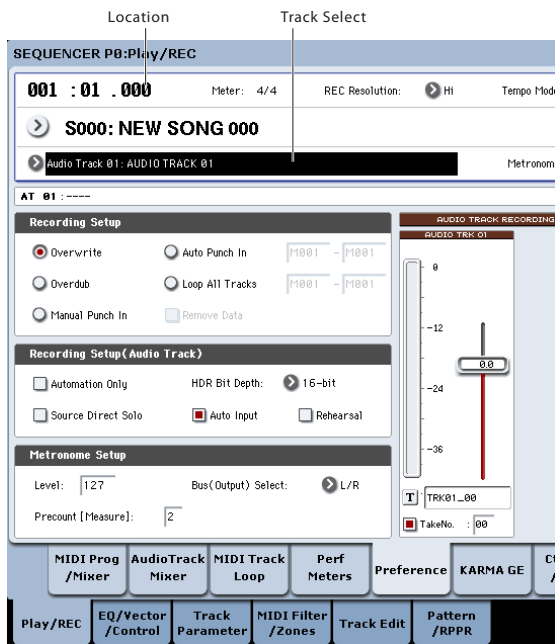 Location Track Select
SEQUENCER P0:Play/REC
001 :01 .000 Meter: 4/4 REC Resolution: Hi Tempo Mode
S000: NEW SONG 000
Audio Track 01: AUDIO TRACK 01 Metronom
AT 01 :----
Recording Setup
Overwrite Auto Punch In M001 - M001
Overdub Loop All Tracks M001 - M001
Manual Punch In Remove Data
Recording Setup(Audio Track)
Automation Only HDR Bit Depth: 16-bit
Source Direct Solo Auto Input Rehearsal
Metronome Setup
Level: 127 Bus(Output) Select: L/R
Precount [Measure]: 2
AUDIO TRACK RECORDING
AUDIO TRK 01
0
-12
0.0
-24
-36
T TRK01_00
TakeNo. : 00
MIDI Prog /Mixer AudioTrack Mixer MIDI Track Loop Perf Meters Preference KARMA GE
Play/REC EQ/Vector /Control Track Parameter MIDI Filter /Zones Track Edit Pattern /RPPR